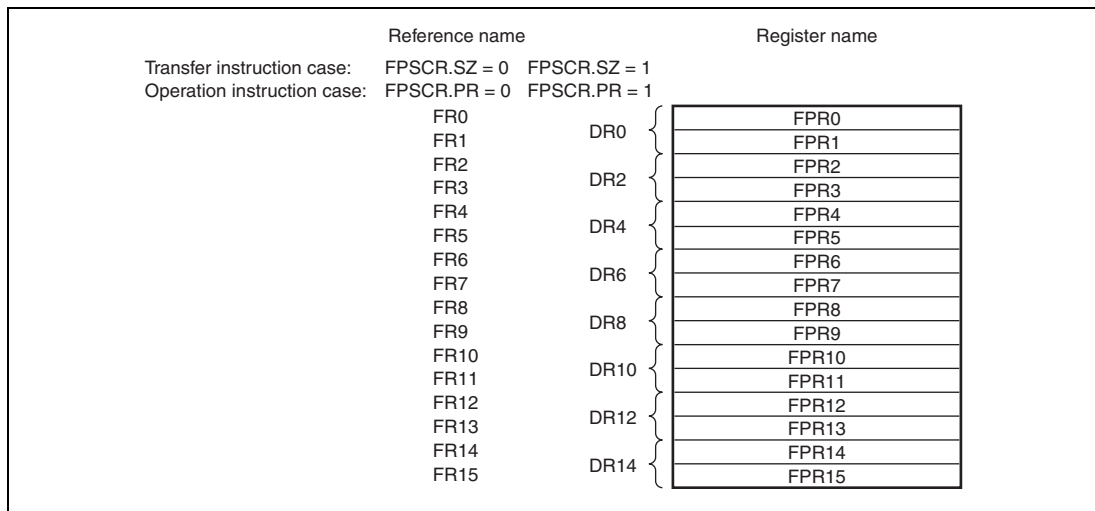 Reference name Register name
Transfer instruction case: FPSCR.SZ = 0 FPSCR.SZ = 1
Operation instruction case: FPSCR.PR = 0 FPSCR.PR = 1
FR0 FPR0
DR0
FR1 FPR1
FR2 FPR2
DR2
FR3 FPR3
FR4 FPR4
DR4
FR5 FPR5
FR6 FPR6
DR6
FR7 FPR7
FR8 FPR8
DR8
FR9 FPR9
FR10 FPR10
DR10
FR11 FPR11
FR12 FPR12
DR12
FR13 FPR13
FR14 FPR14
DR14
FR15 FPR15